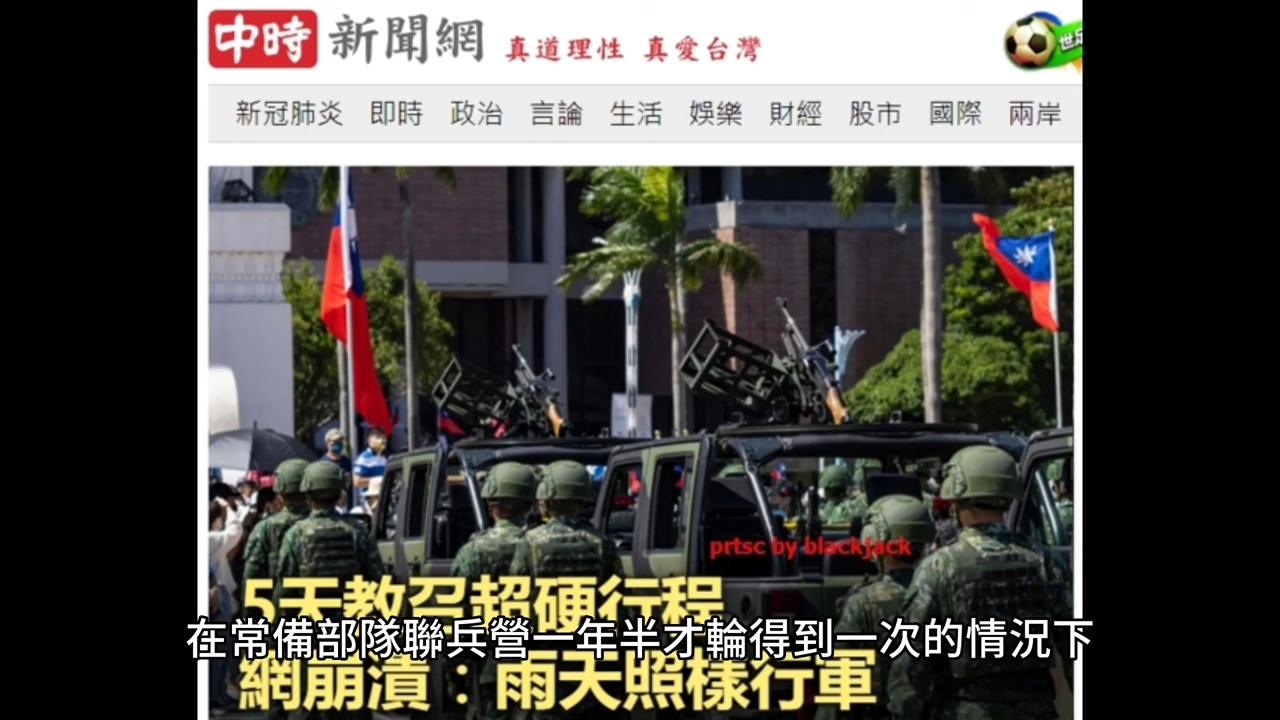 中時 新聞網 真道理性 真愛台灣
世足
新冠肺炎 即時 政治 言論 生活 娛樂 財經 股市 國際 兩岸
prtsc by blackjack
5天教召超硬行程
在常備部隊聯兵營一年半才輪得到一次的情況下
網崩潰：雨天照樣行軍